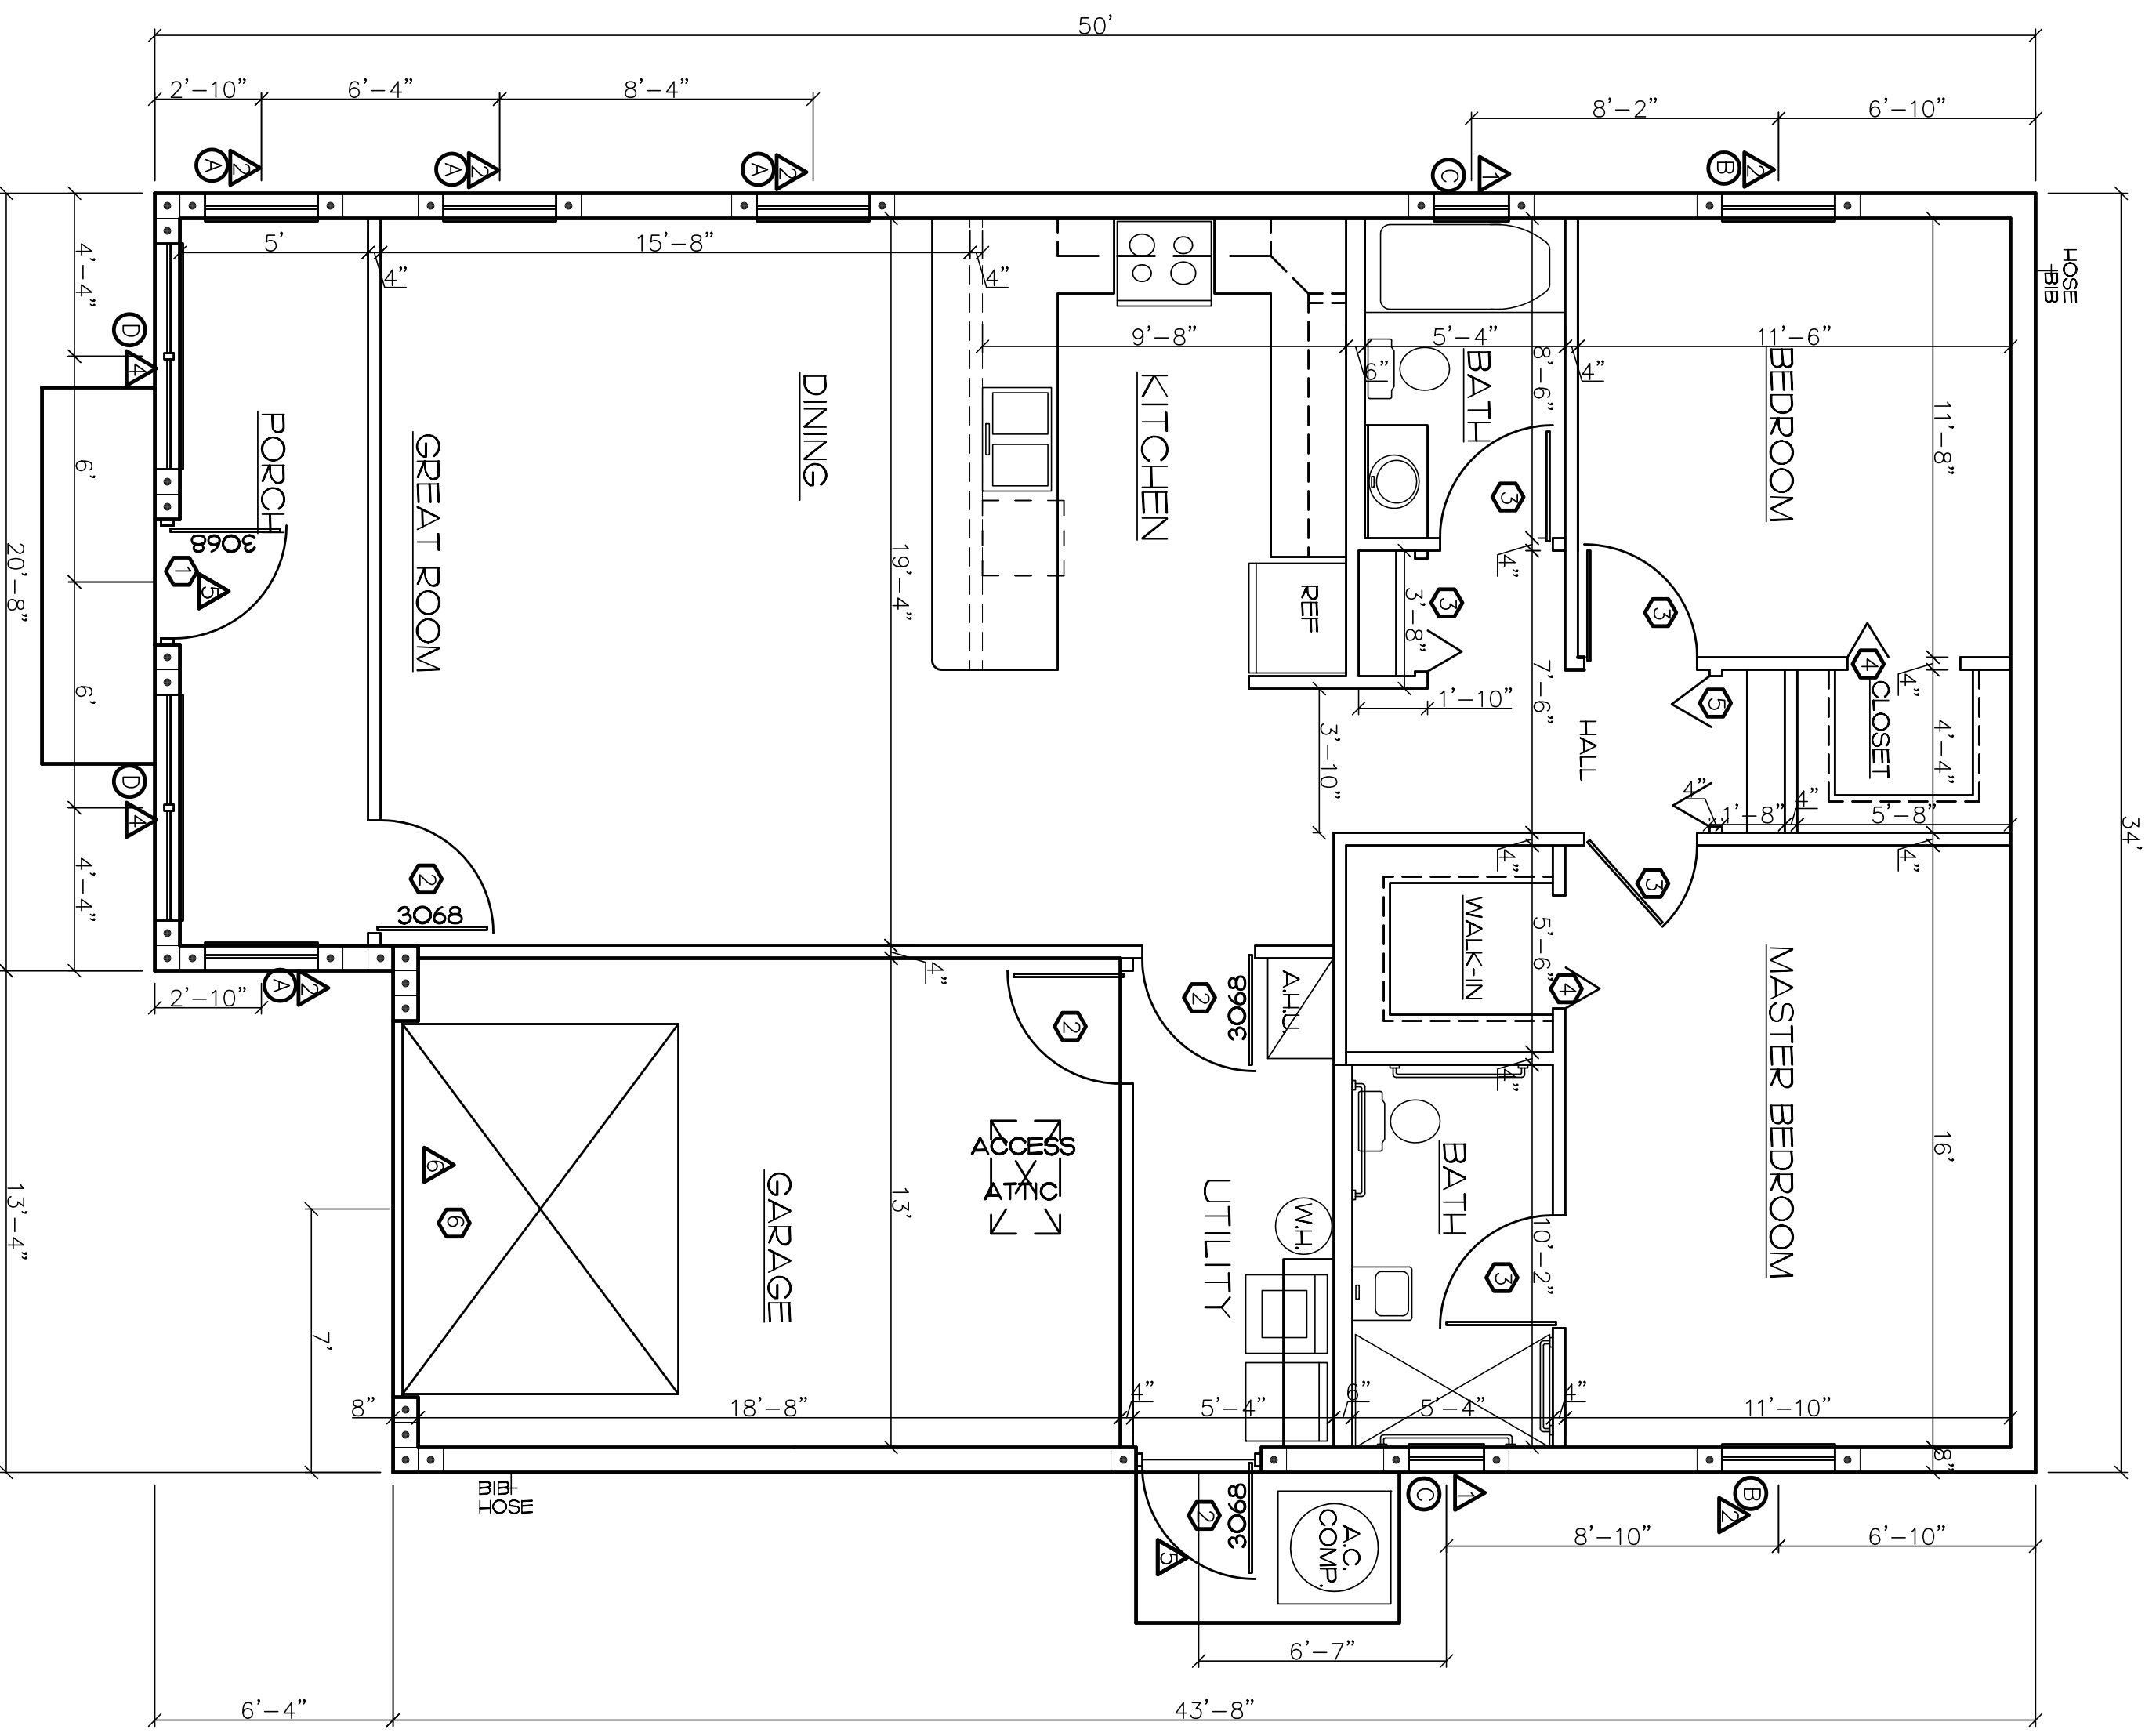 50'
2'-10"
6'-4"
8'-4"
8'-2"
6'-10"
A
2
A
2
A
2
C
1
B
2
HOSE
BIB
5'
4"
15'-8"
4"
9'-8"
6"
5'-4"
4"
11'-6"
4'-4"
6'
6'
4'-4"
20'-8"
13'-4"
34'
D
4
D
4
PORCH
3068
1
5
GREAT ROOM
DINING
KITCHEN
REF
BATH
8'-6"
3
4"
3
3'-8"
1'-10"
3'-10"
7'-6"
19'-4"
BEDROOM
11'-8"
3
4
CLOSET
4"
4'-4"
5
HALL
4"
1'-8"
4"
5'-8"
4"
4"
3
2
3068
A
2
2'-10"
4"
2
3068
2
A.H.U.
WALK-IN
5'-6"
4
4"
MASTER BEDROOM
16'
BATH
10'-2"
3
ACCESS
ATTIC
UTILITY
W.H.
GARAGE
13'
6
6
7'
8"
18'-8"
4"
5'-4"
6"
5'-4"
4"
11'-10"
8"
BIB
HOSE
2
3068
5
A.C.
COMP.
C
1
B
2
8'-10"
6'-10"
6'-7"
6'-4"
43'-8"